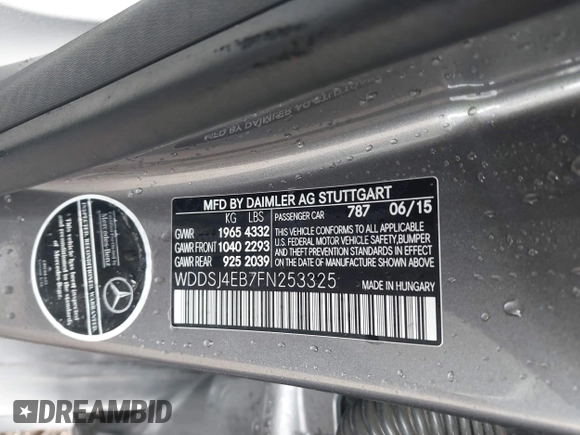 MFD BY DAIMLER AG STUTTGART
KG LBS PASSENGER CAR 787 06/15
GVWR 1965 4332
GAWR FRONT 1040 2293
GAWR REAR 925 2039
THIS VEHICLE CONFORMS TO ALL APPLICABLE
U.S. FEDERAL MOTOR VEHICLE SAFETY,BUMPER
AND THEFT PREVENTION STANDARDS IN EFFECT
ON THE DATE OF MANUFACTURE SHOWN ABOVE.
WDDSJ4EB7FN253325 MADE IN HUNGARY
DREAMBID